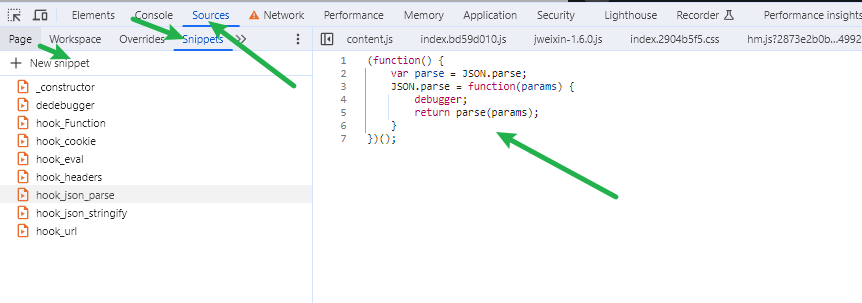 Elements Console Sources Network Performance Memory Application Security Lighthouse Recorder Performance insights
Page Workspace Overrides Snippets content.js index.bd59d010.js jweixin-1.6.0.js index.2904b5f5.css hm.js?2873e2b0b...4992
+ New snippet
_constructor
dedebugger
hook_Function
hook_cookie
hook_eval
hook_headers
hook_json_parse
hook_json_stringify
hook_url
1 (function() {
2 var parse = JSON.parse;
3 JSON.parse = function(params) {
4 debugger;
5 return parse(params);
6 }
7 })();